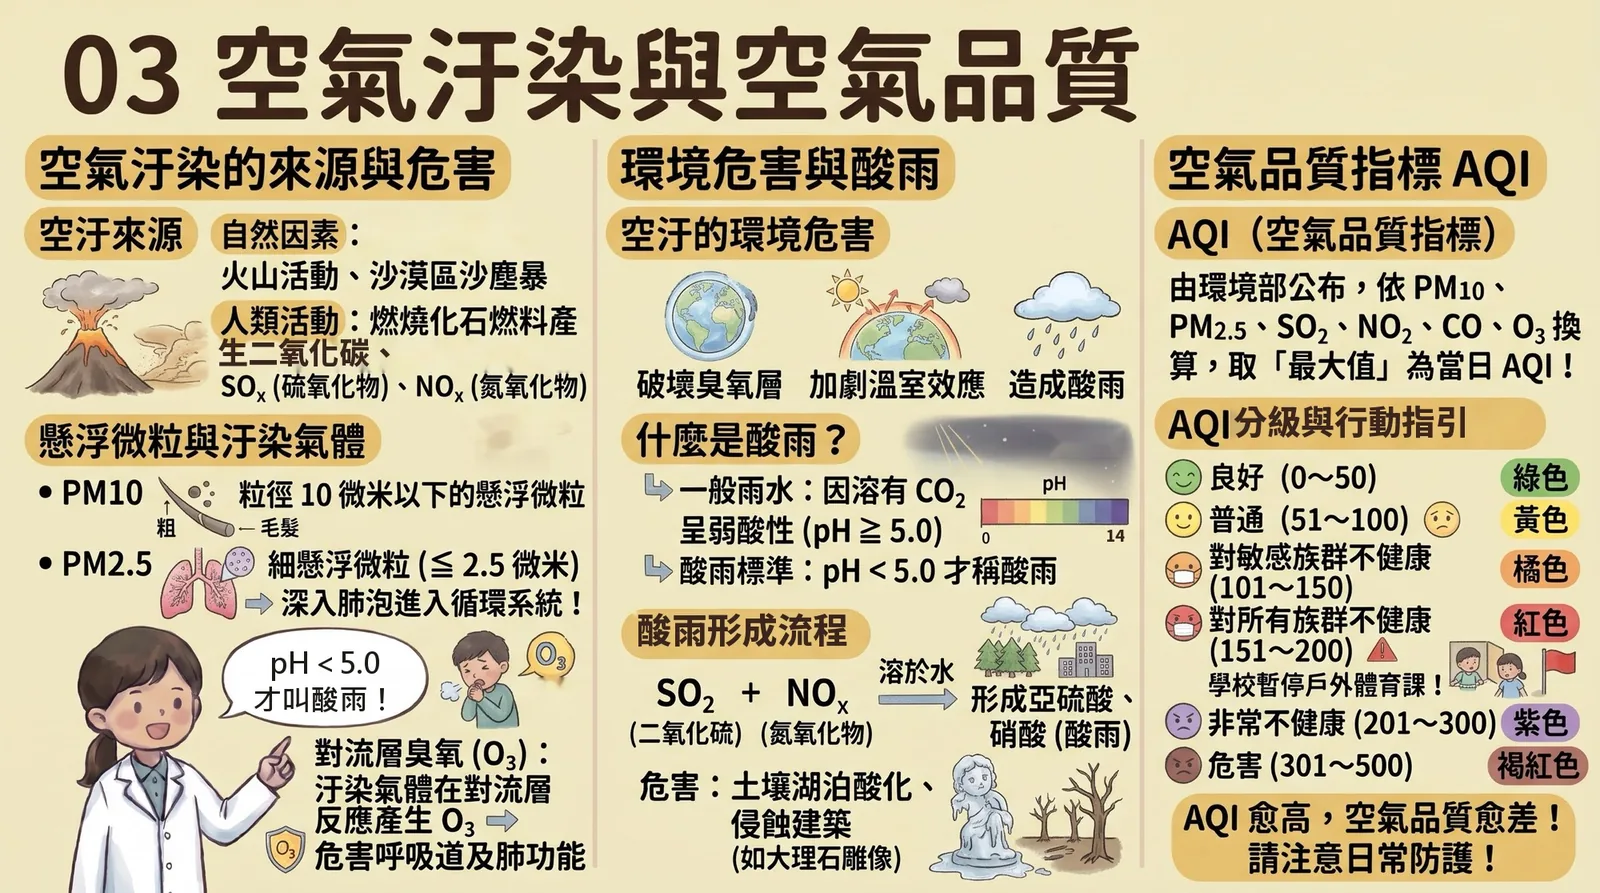 03 空氣汙染與空氣品質
空氣汙染的來源與危害
空汙來源
自然因素：
火山活動、沙漠區沙塵暴
人類活動：燃燒化石燃料產
生二氧化碳、
SOx (硫氧化物)、NOx (氮氧化物)
懸浮微粒與汙染氣體
• PM10
粗
毛髮
粒徑 10 微米以下的懸浮微粒
• PM2.5
細懸浮微粒 (≦ 2.5 微米)
深入肺泡進入循環系統！
pH < 5.0
才叫酸雨！
O3
對流層臭氧 (O3)：
汙染氣體在對流層
反應產生 O3
O3
危害呼吸道及肺功能
環境危害與酸雨
空汙的環境危害
破壞臭氧層
加劇溫室效應
造成酸雨
什麼是酸雨？
一般雨水：因溶有 CO2
呈弱酸性 (pH ≧ 5.0)
pH
0
14
酸雨標準：pH < 5.0 才稱酸雨
酸雨形成流程
SO2 + NOx
(二氧化硫) (氮氧化物)
溶於水
形成亞硫酸、
硝酸 (酸雨)
危害：土壤湖泊酸化、
侵蝕建築
(如大理石雕像)
空氣品質指標 AQI
AQI（空氣品質指標）
由環境部公布，依 PM10、
PM2.5、SO2、NO2、CO、O3 換
算，取「最大值」為當日 AQI！
AQI分級與行動指引
良好 (0～50) 綠色
普通 (51～100) 黃色
對敏感族群不健康
(101～150)
橘色
對所有族群不健康
(151～200)
紅色
學校暫停戶外體育課！
非常不健康 (201～300) 紫色
危害 (301～500) 褐紅色
AQI 愈高，空氣品質愈差！
請注意日常防護！